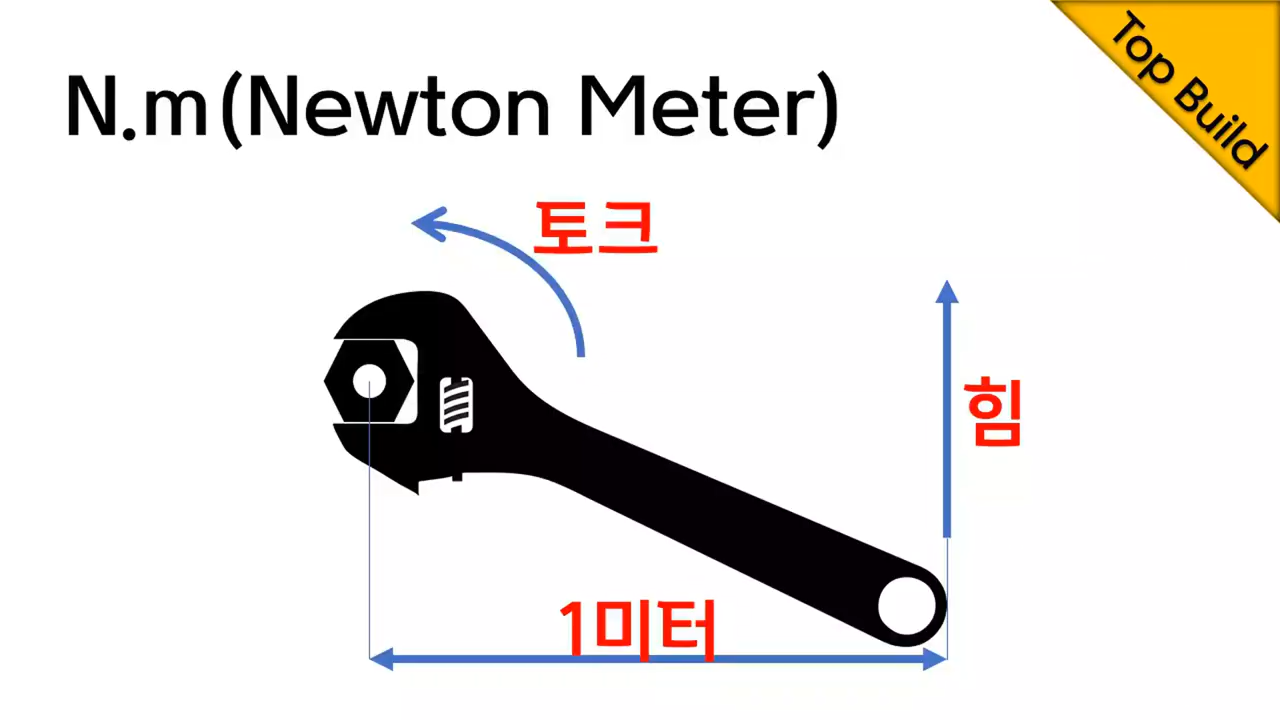 N.m(Newton Meter)
Top Build
토크
힘
1미터